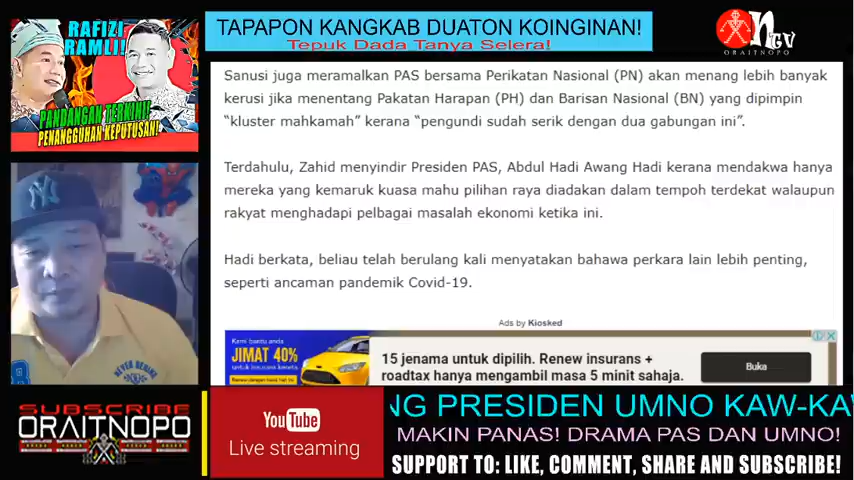 RAFIZI
RAMLI!
PANDANGAN TERKINI!
PENANGGUHAN KEPUTUSAN!
TAPAPON KANGKAB DUATON KOINGINAN!
Tepuk Dada Tanya Selera!
TV
ORAITNOPO
Sanusi juga meramalkan PAS bersama Perikatan Nasional (PN) akan menang lebih banyak
kerusi jika menentang Pakatan Harapan (PH) dan Barisan Nasional (BN) yang dipimpin
“kluster mahkamah” kerana “pengundi sudah serik dengan dua gabungan ini”.
Terdahulu, Zahid menyindir Presiden PAS, Abdul Hadi Awang Hadi kerana mendakwa hanya
mereka yang kemaruk kuasa mahu pilihan raya diadakan dalam tempoh terdekat walaupun
rakyat menghadapi pelbagai masalah ekonomi ketika ini.
Hadi berkata, beliau telah berulang kali menyatakan bahawa perkara lain lebih penting,
seperti ancaman pandemik Covid-19.
Ads by Kiosked
Kami bantu anda
JIMAT 40%
untuk insurans kereta
15 jenama untuk dipilih. Renew insurans +
roadtax hanya mengambil masa 5 minit sahaja.
Buka
SUBSCRIBE
ORAITNOPO
YouTube
Live streaming
NG PRESIDEN UMNO KAW-KAW
MAKIN PANAS! DRAMA PAS DAN UMNO!
SUPPORT TO: LIKE, COMMENT, SHARE AND SUBSCRIBE!